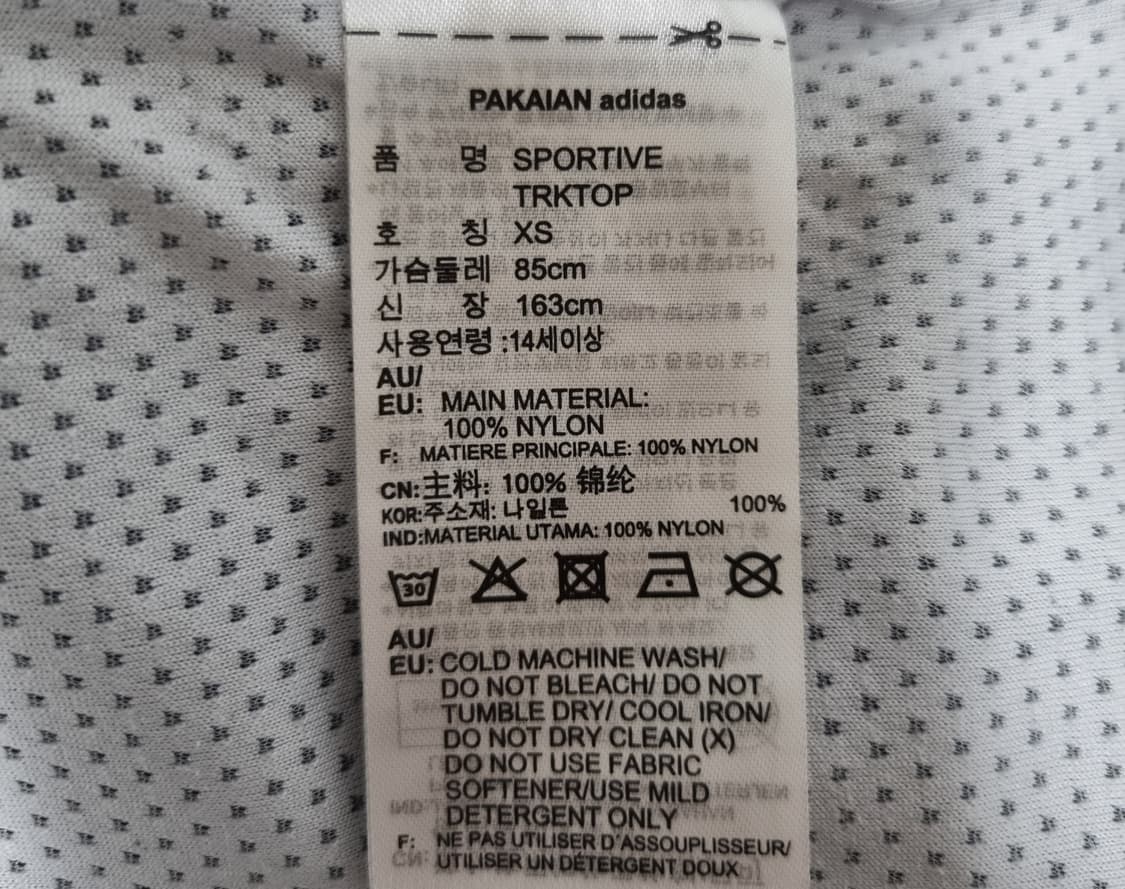 PAKAIAN adidas
품 명 SPORTIVE
TRKTOP
호 칭 XS
가슴둘레 85cm
신 장 163cm
사용연령 :14세이상
AU/
EU: MAIN MATERIAL:
100% NYLON
F: MATIERE PRINCIPALE: 100% NYLON
CN:主料: 100% 锦纶
KOR:주소재: 나일론 100%
IND:MATERIAL UTAMA: 100% NYLON
30
AU/
EU: COLD MACHINE WASH/
DO NOT BLEACH/ DO NOT
TUMBLE DRY/ COOL IRON/
DO NOT DRY CLEAN (X)
DO NOT USE FABRIC
SOFTENER/USE MILD
DETERGENT ONLY
F: NE PAS UTILISER D'ASSOUPLISSEUR/
UTILISER UN DÉTERGENT DOUX